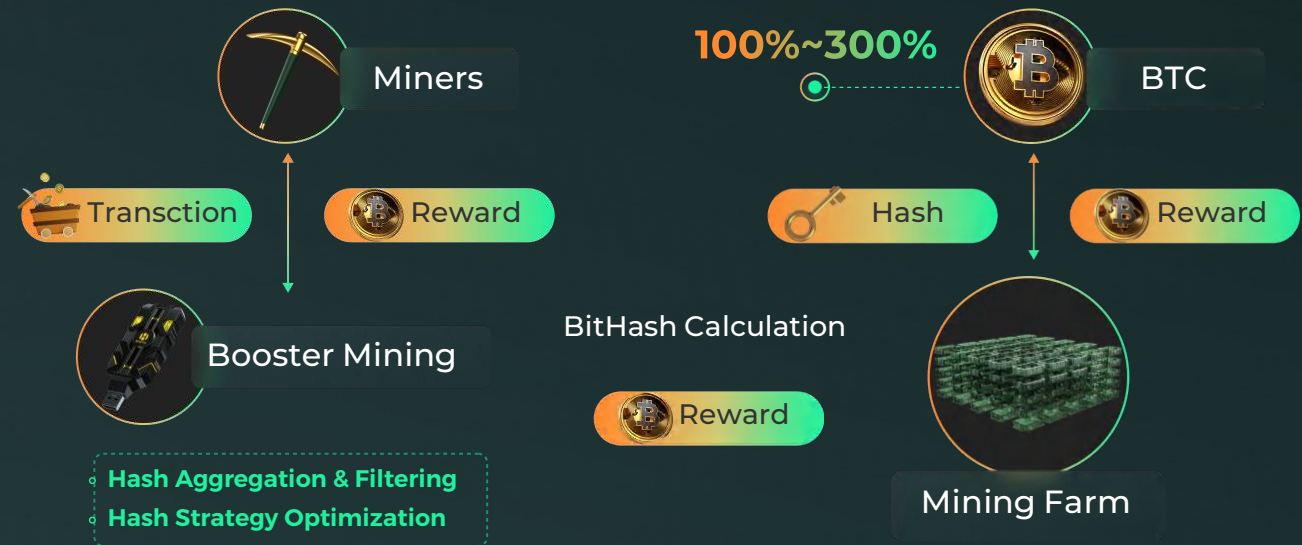 100%~300%
Miners
BTC
Transction
Reward
Hash
Reward
BitHash Calculation
Booster Mining
Reward
Hash Aggregation & Filtering
Hash Strategy Optimization
Mining Farm